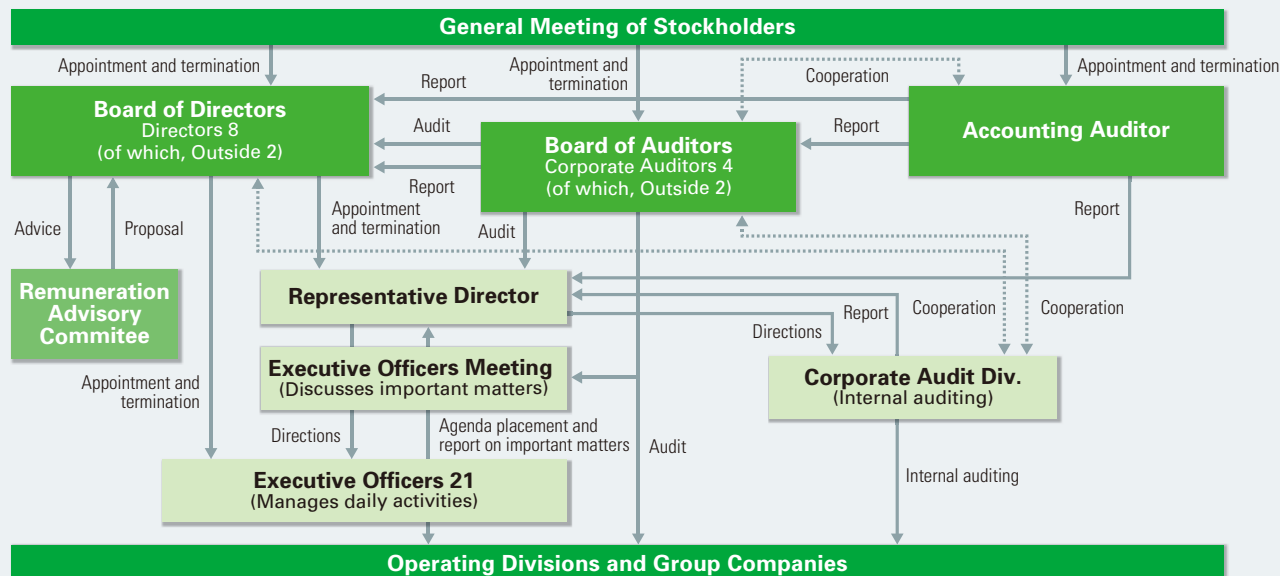 General Meeting of Stockholders
Appointment and termination
Appointment and
termination
Cooperation
Appointment and termination
Report
Board of Directors
Directors 8
(of which, Outside 2)
Audit
Report
Board of Auditors
Corporate Auditors 4
(of which, Outside 2)
Report
Accounting Auditor
Advice
Proposal
Appointment
and termination
Audit
Report
Remuneration
Advisory
Commitee
Representative Director
Directions
Report
Cooperation
Cooperation
Executive Officers Meeting
(Discusses important matters)
Corporate Audit Div.
(Internal auditing)
Appointment and
termination
Directions
Agenda placement and
report on important matters
Audit
Executive Officers 21
(Manages daily activities)
Internal auditing
Operating Divisions and Group Companies